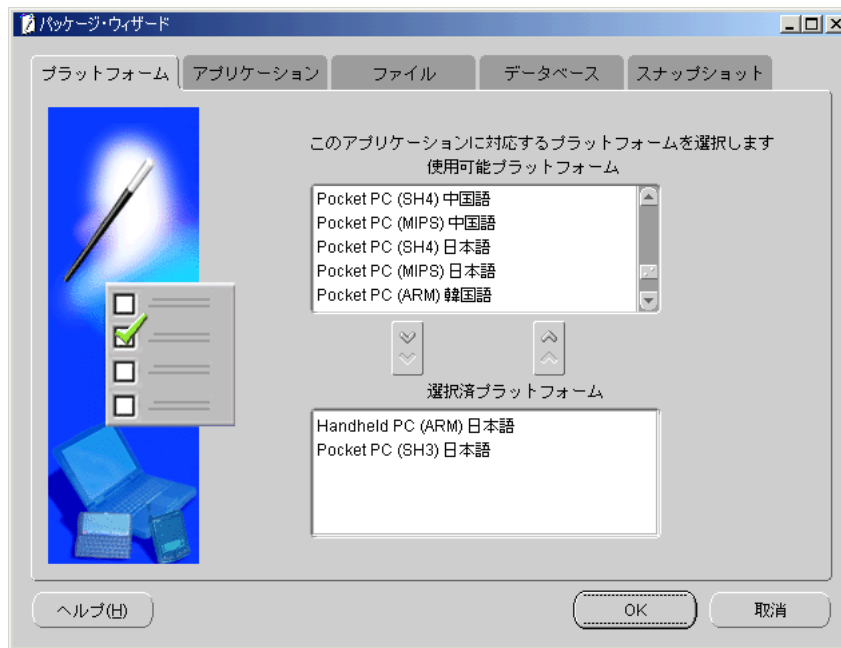 パッケージ・ウィザード
プラットフォーム アプリケーション ファイル データベース スナップショット
このアプリケーションに対応するプラットフォームを選択します
使用可能プラットフォーム
Pocket PC (SH4) 中国語
Pocket PC (MIPS) 中国語
Pocket PC (SH4) 日本語
Pocket PC (MIPS) 日本語
Pocket PC (ARM) 韓国語
選択済プラットフォーム
Handheld PC (ARM) 日本語
Pocket PC (SH3) 日本語
ヘルプ(H) OK 取消